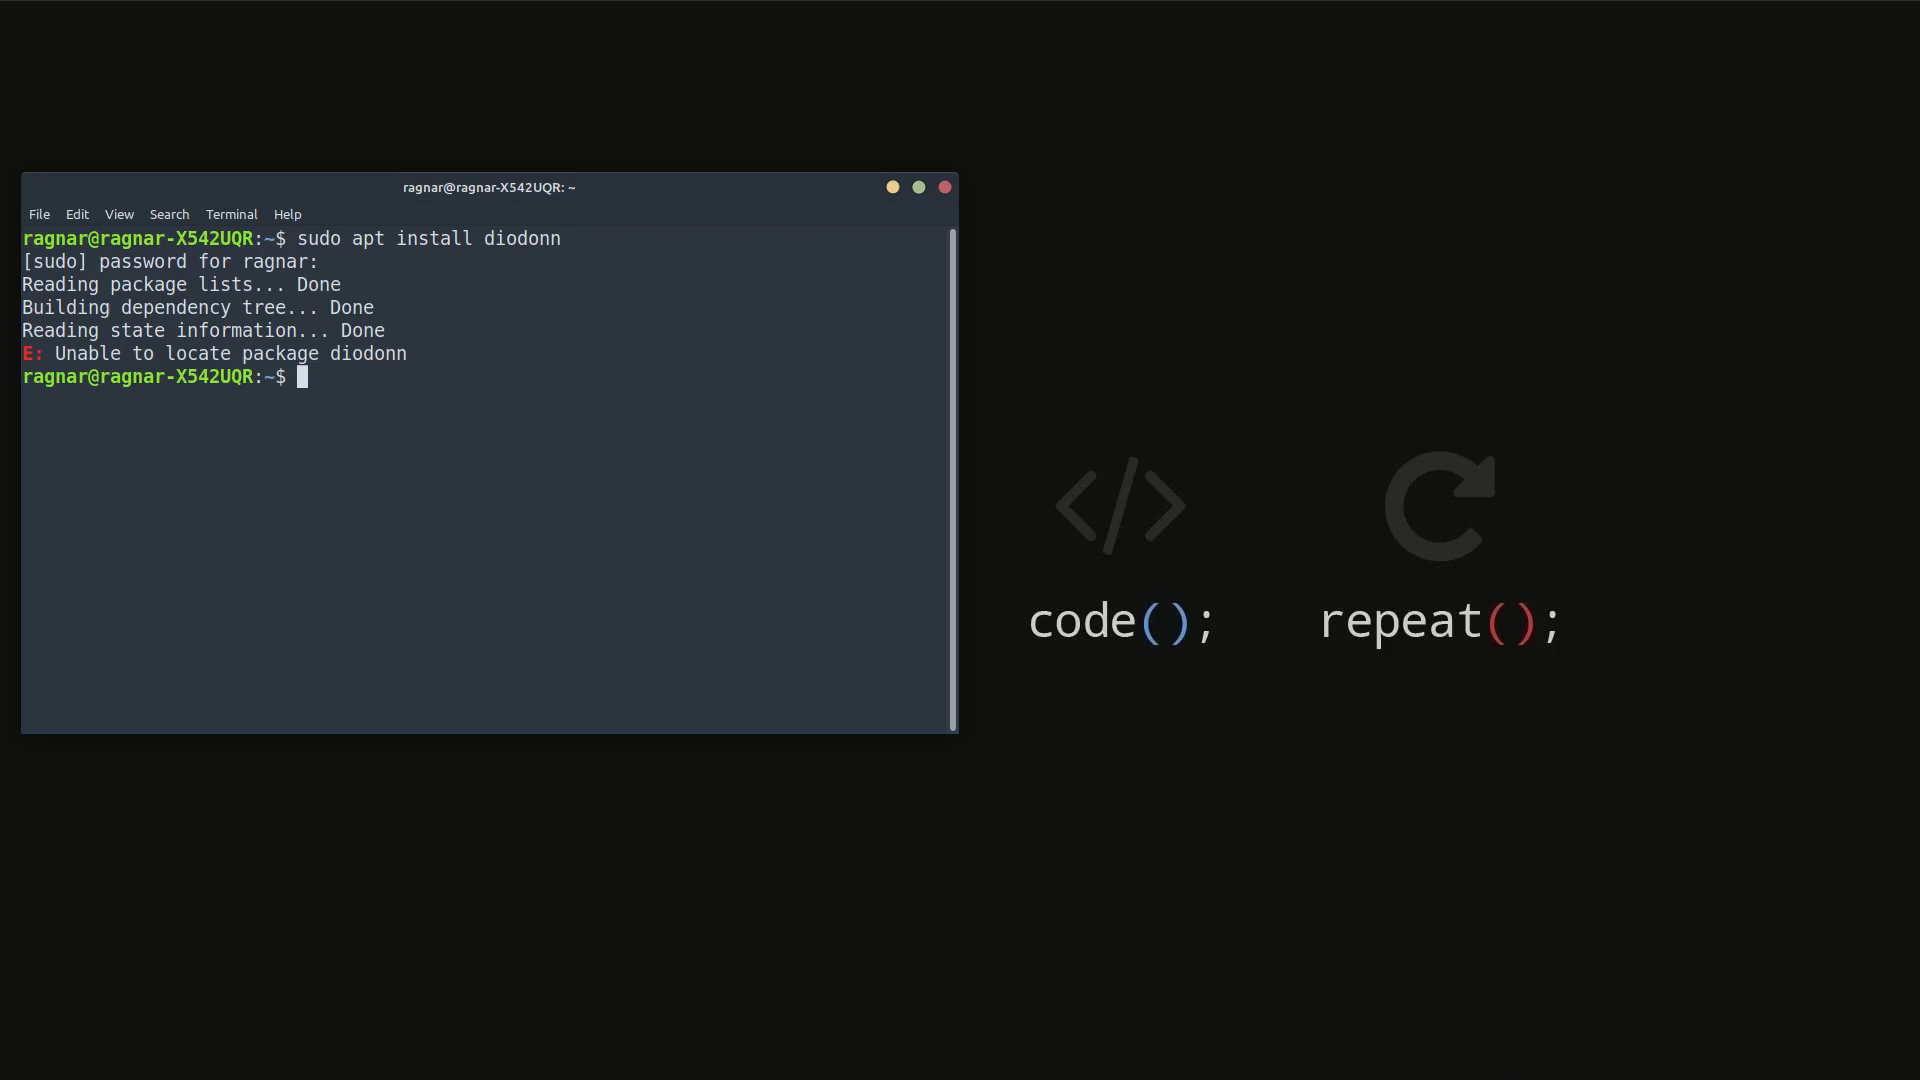 ragnar@ragnar-X542UQR: ~
File Edit View Search Terminal Help
ragnar@ragnar-X542UQR:~$ sudo apt install diodonn
[sudo] password for ragnar:
Reading package lists... Done
Building dependency tree... Done
Reading state information... Done
E: Unable to locate package diodonn
ragnar@ragnar-X542UQR:~$
</>
code(); repeat();